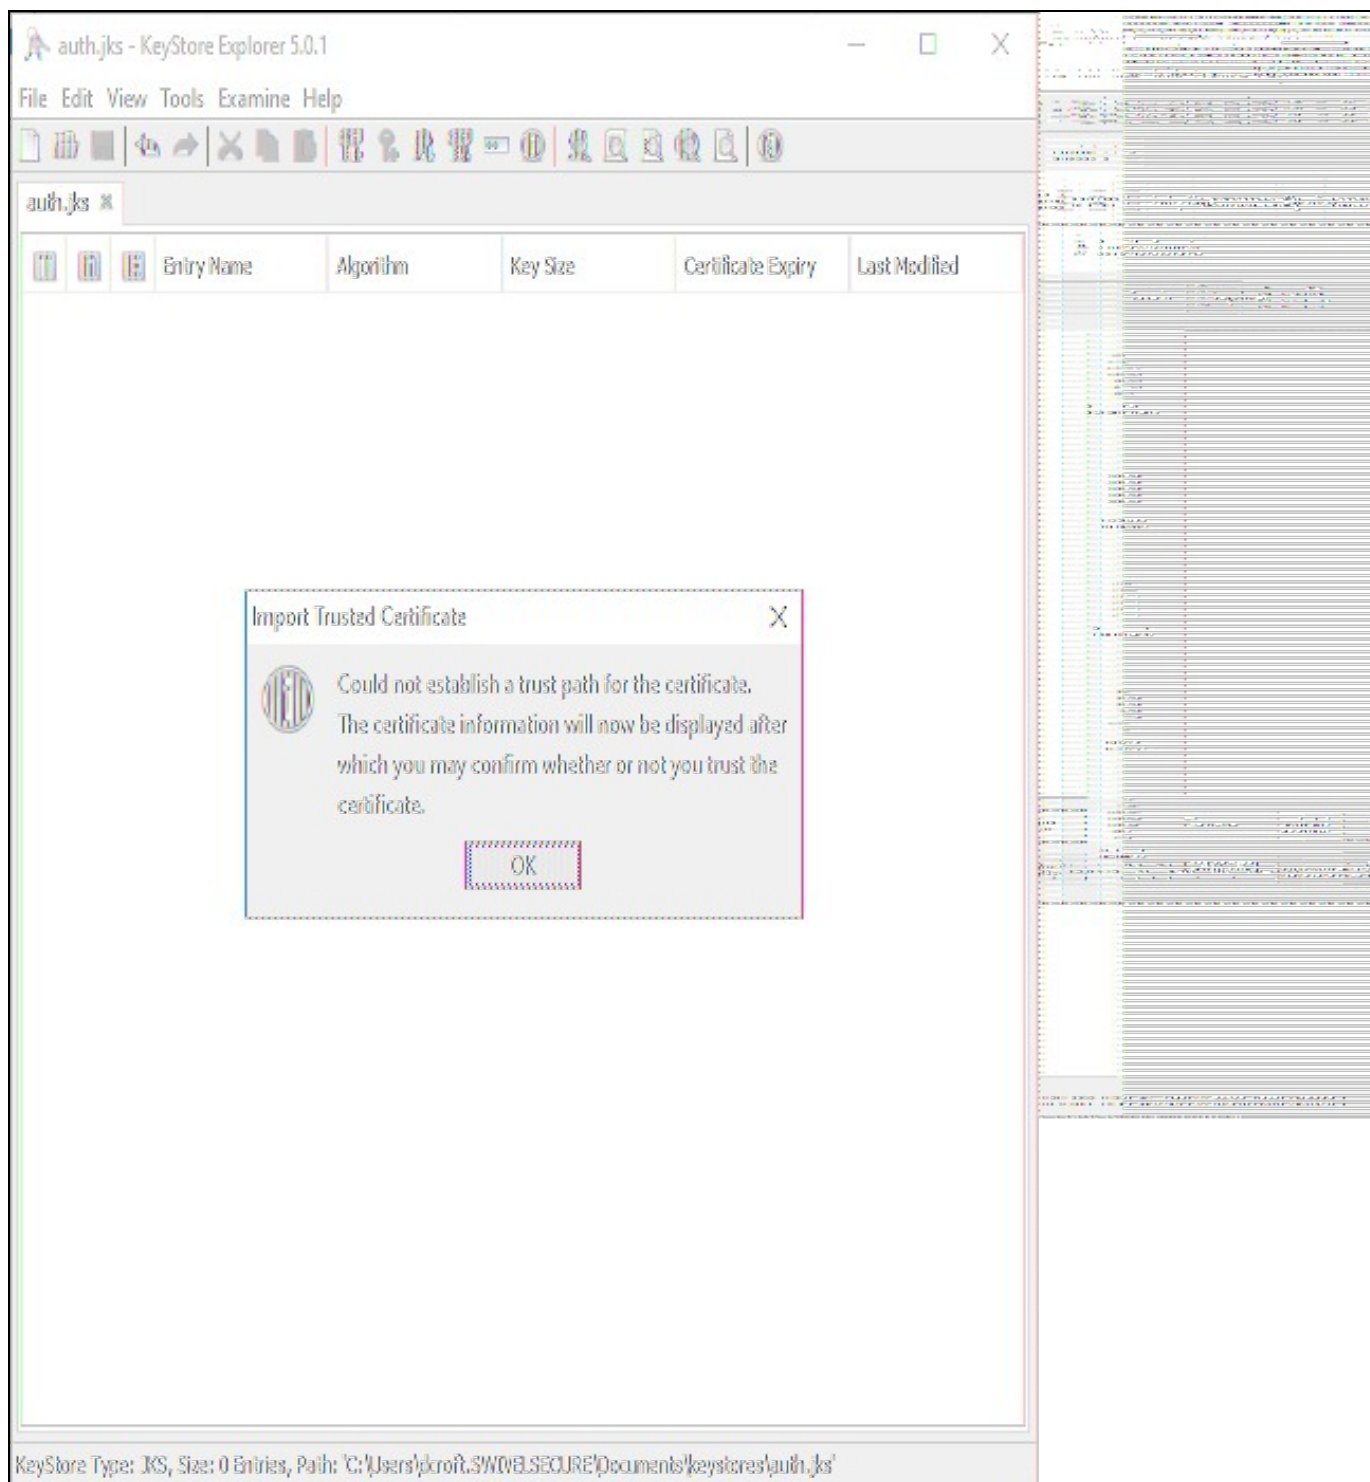 auth.jks - KeyStore Explorer 5.0.1
File Edit View Tools Examine Help
auth.jks
Entry Name Algorithm Key Size Certificate Expiry Last Modified
Import Trusted Certificate
Could not establish a trust path for the certificate.
The certificate information will now be displayed after
which you may confirm whether or not you trust the
certificate.
OK
KeyStore Type: JKS, Size: 0 Entries, Path: 'C:\Users\dcroft.SWIVELSECURE\Documents\keystores\auth.jks'